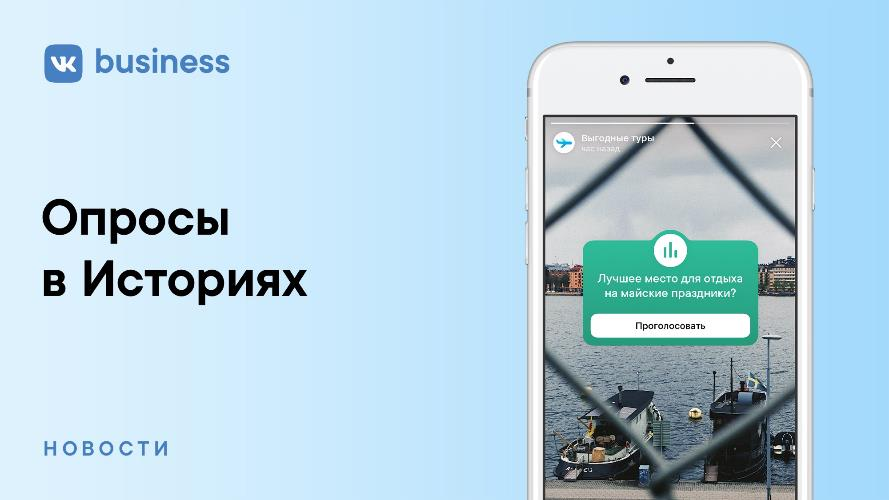 business
Опросы
в Историях
НОВОСТИ
Выгодные туры
час назад
Лучшее место для отдыха
на майские праздники?
Проголосовать